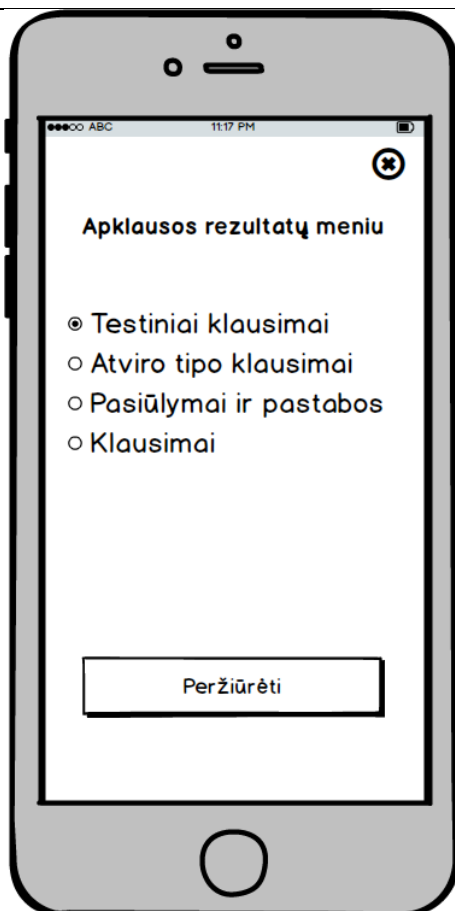 ABC 11:17 PM
Apklausos rezultatų meniu
Testiniai klausimai
Atviro tipo klausimai
Pasiūlymai ir pastabos
Klausimai
Peržiūrėti